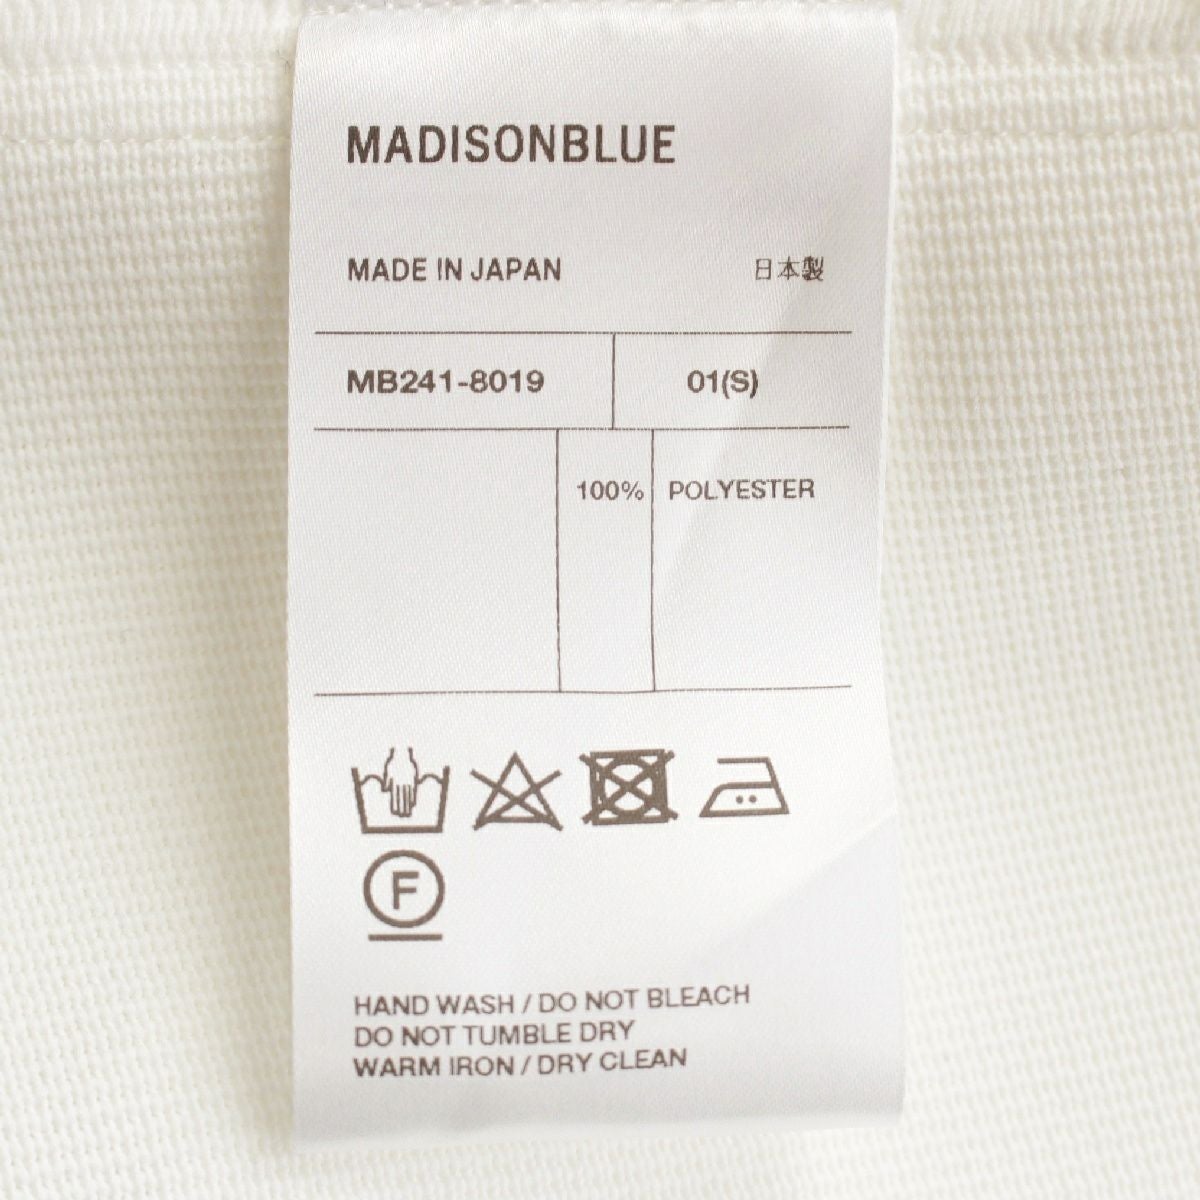 MADISONBLUE
MADE IN JAPAN 日本製
MB241-8019 01(S)
100% POLYESTER
F
HAND WASH / DO NOT BLEACH
DO NOT TUMBLE DRY
WARM IRON / DRY CLEAN